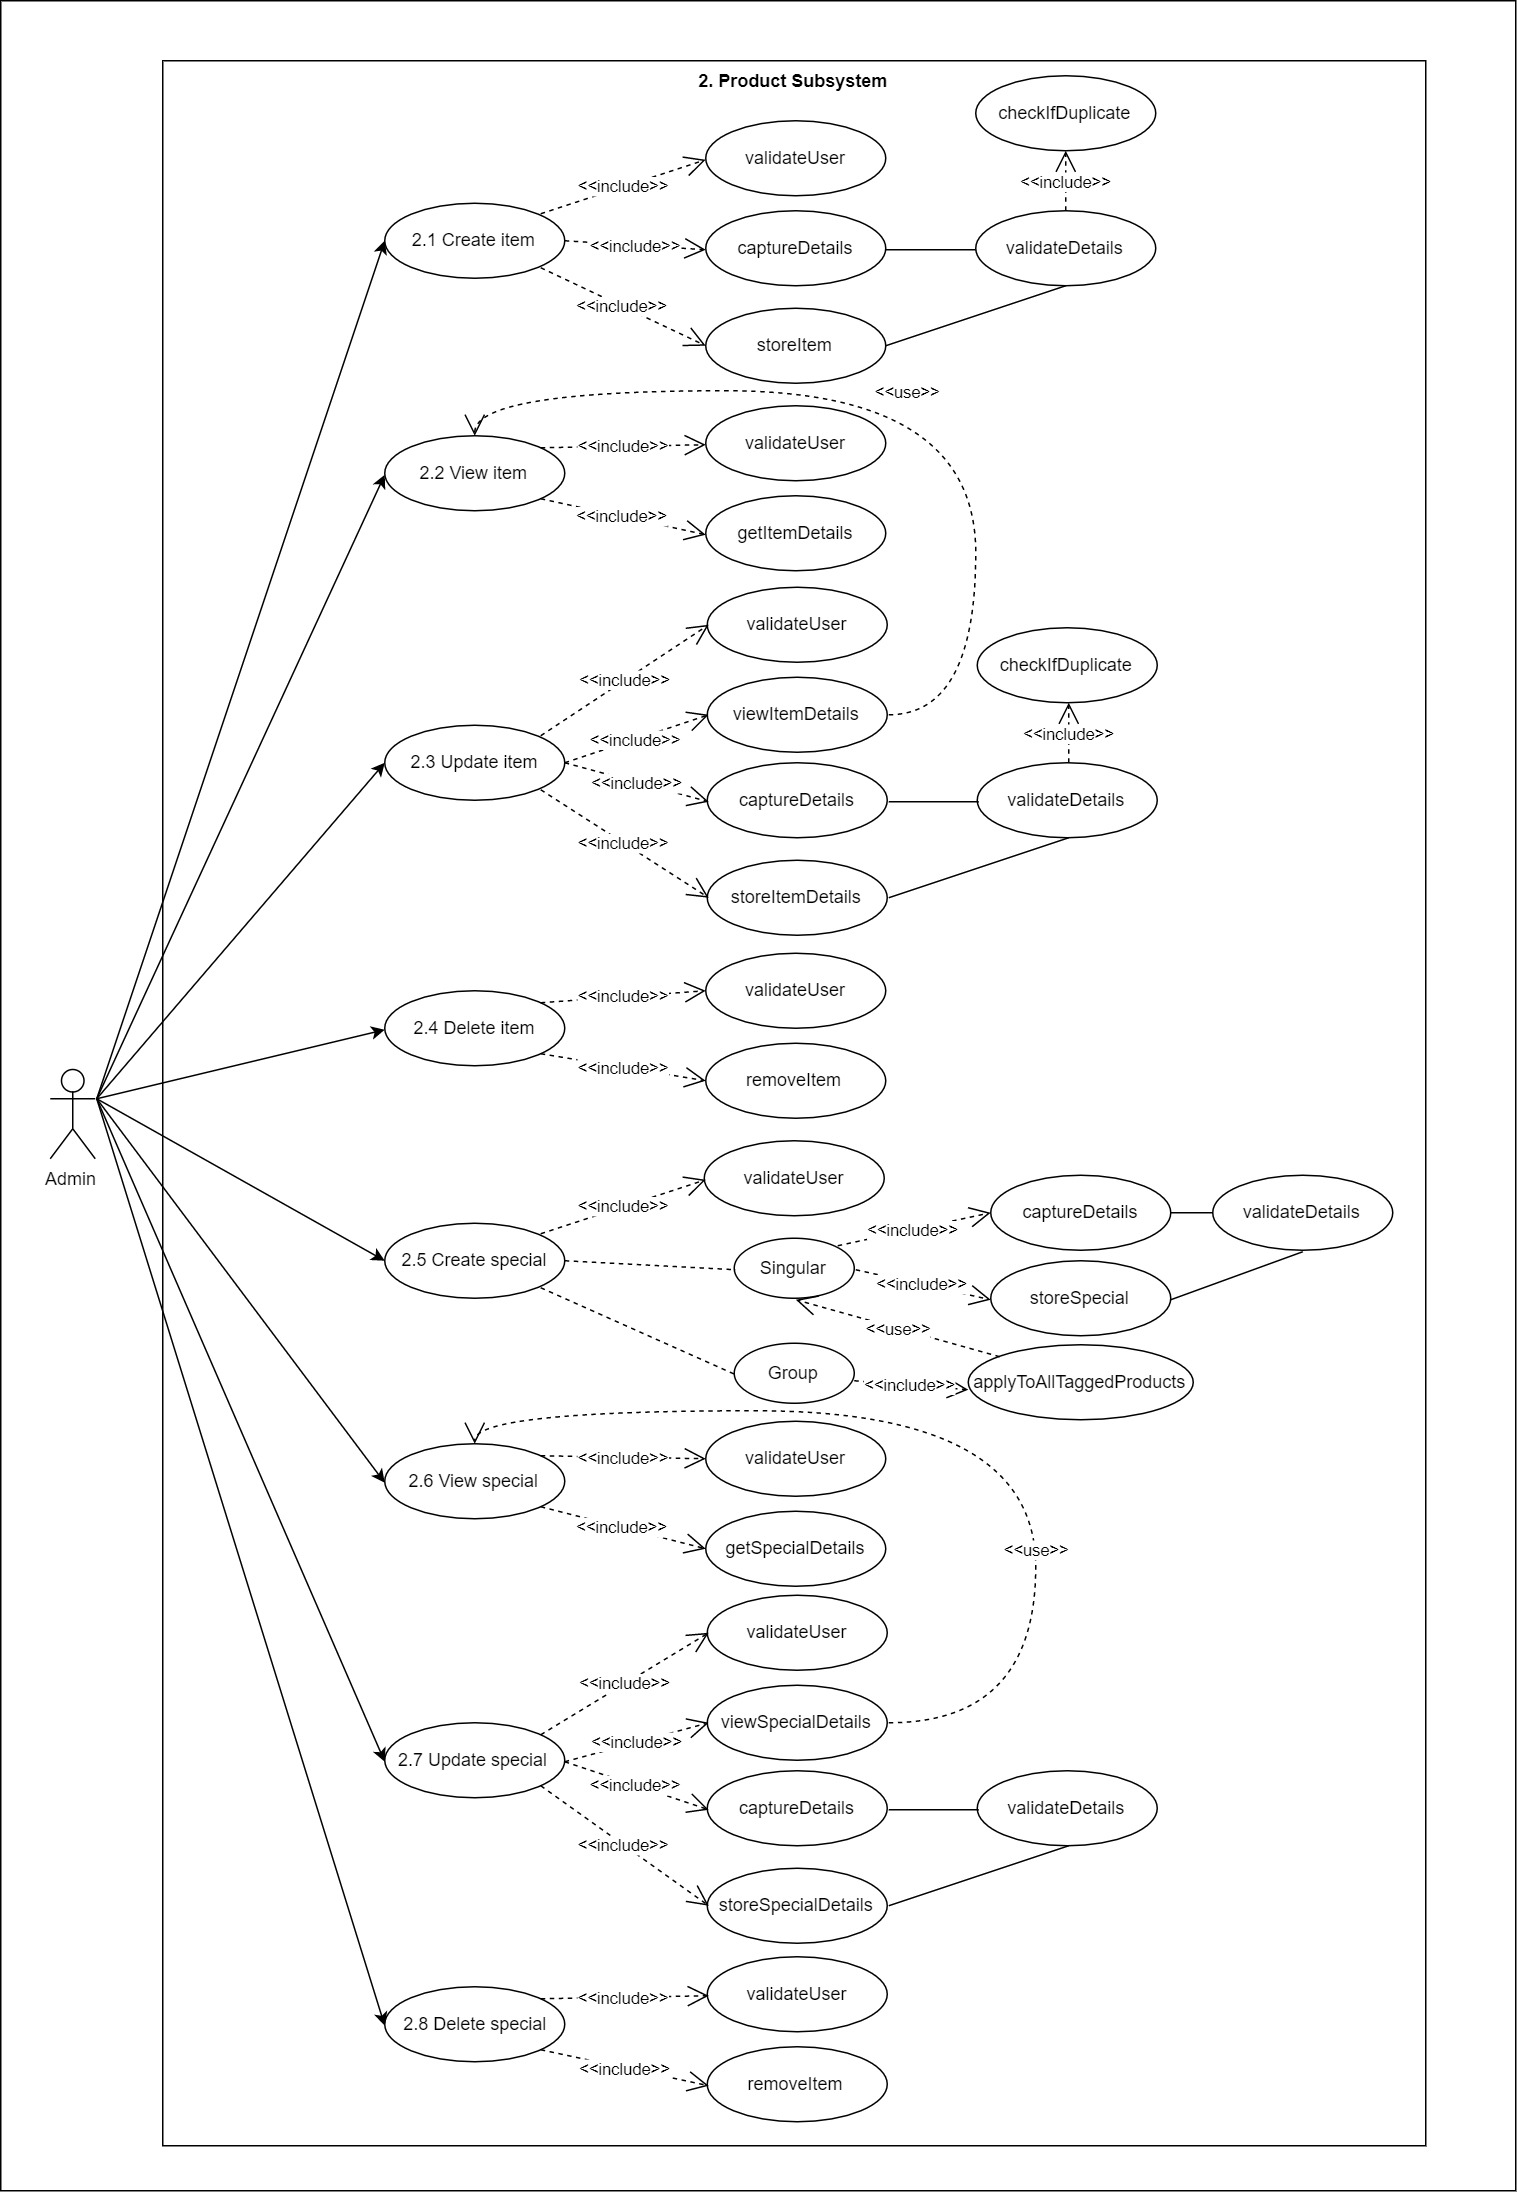 2. Product Subsystem
checkIfDuplicate
validateUser
<<include>>
<<include>>
2.1 Create item
<<include>>
captureDetails
validateDetails
<<include>>
storeItem
<<use>>
2.2 View item
<<include>>
validateUser
<<include>>
getItemDetails
validateUser
<<include>>
checkIfDuplicate
viewItemDetails
<<include>>
<<include>>
2.3 Update item
<<include>>
captureDetails
validateDetails
<<include>>
storeItemDetails
validateUser
<<include>>
2.4 Delete item
<<include>>
removeItem
Admin
validateUser
<<include>>
captureDetails
validateDetails
<<include>>
2.5 Create special
Singular
<<include>>
storeSpecial
<<use>>
Group
<<include>>
applyToAllTaggedProducts
validateUser
<<include>>
2.6 View special
<<include>>
getSpecialDetails
<<use>>
validateUser
<<include>>
viewSpecialDetails
<<include>>
2.7 Update special
<<include>>
captureDetails
validateDetails
<<include>>
storeSpecialDetails
validateUser
<<include>>
2.8 Delete special
<<include>>
removeItem